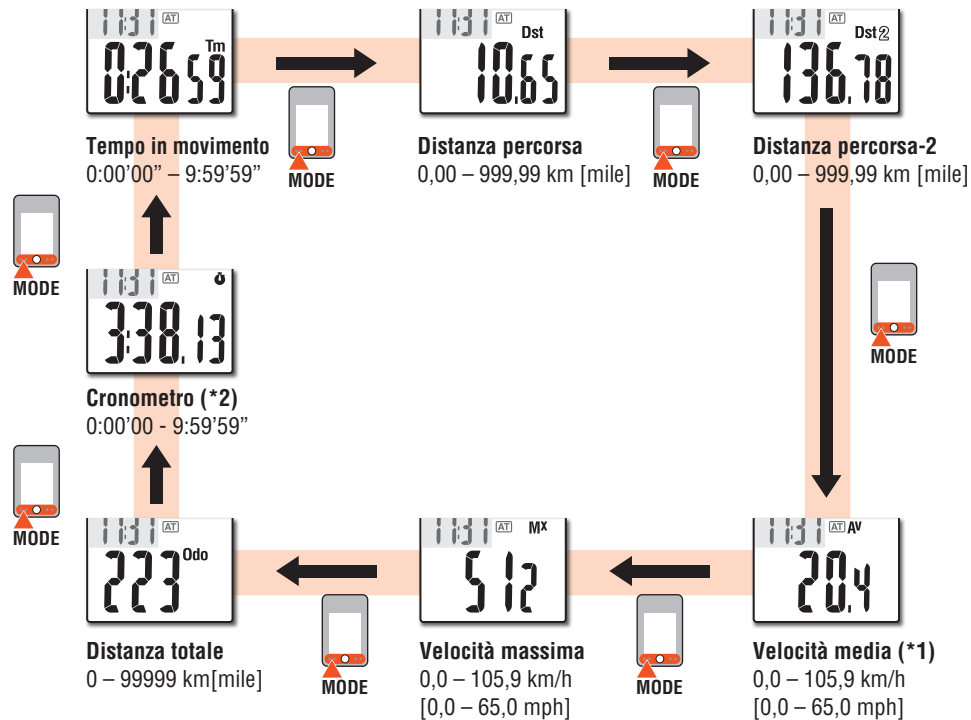 11:31 AT
Tm
0:26 59
Tempo in movimento
0:00’00” – 9:59’59”
MODE
11:31 AT
Dst
10.65
Distanza percorsa
0,00 – 999,99 km [mile]
MODE
11:31 AT
Dst2
136.78
Distanza percorsa-2
0,00 – 999,99 km [mile]
MODE
MODE
11:31 AT
3:38.13
Cronometro (*2)
0:00’00 - 9:59’59”
MODE
11:31 AT
Odo
223
Distanza totale
0 – 99999 km[mile]
MODE
11:31 AT Mx
512
Velocità massima
0,0 – 105,9 km/h
[0,0 – 65,0 mph]
MODE
11:31 AT Av
20.4
Velocità media (*1)
0,0 – 105,9 km/h
[0,0 – 65,0 mph]